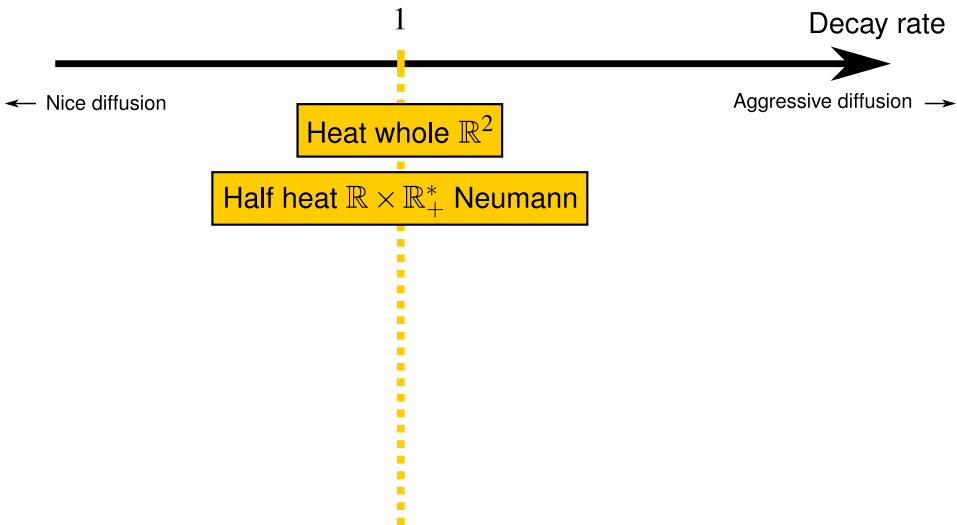 1
Decay rate
← Nice diffusion
Aggressive diffusion →
Heat whole ℝ²
Half heat ℝ × ℝ₊* Neumann